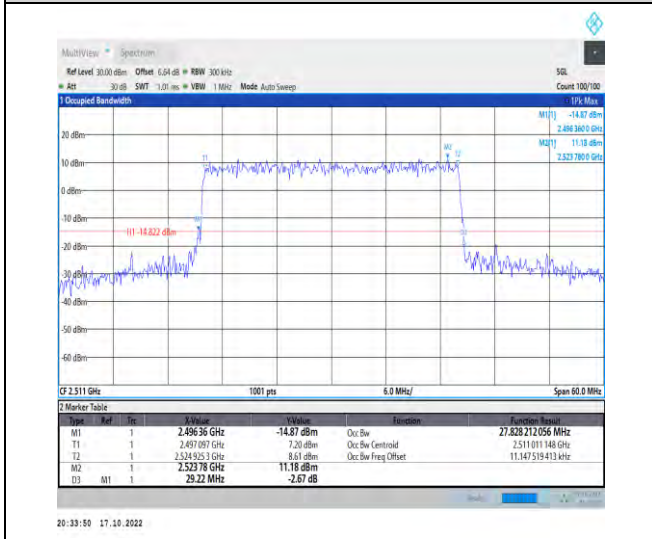 MultiView Spectrum
Ref Level 30.00 dBm Offset 6.64 dB RBW 300 kHz SGL
Att 30 dB SWT 1.01 ms VBW 1 MHz Mode Auto Sweep Count 100/100
1 Occupied Bandwidth 1Pk Max
M1[1] -14.87 dBm
2.496 360 0 GHz
M2[1] 11.18 dBm
2.523 780 0 GHz
20 dBm
M2
T1 T2
10 dBm
0 dBm
-10 dBm
H1 -14.822 dBm
-20 dBm
-30 dBm
-40 dBm
-50 dBm
-60 dBm
CF 2.511 GHz 1001 pts 6.0 MHz/ Span 60.0 MHz
2 Marker Table
Type Ref Trc X-Value Y-Value Function Function Result
M1 1 2.496 36 GHz -14.87 dBm Occ Bw 27.828 212 056 MHz
T1 1 2.497 097 GHz 7.20 dBm Occ Bw Centroid 2.511 011 148 GHz
T2 1 2.524 925 3 GHz 8.61 dBm Occ Bw Freq Offset 11.147 519 413 kHz
M2 1 2.523 78 GHz 11.18 dBm
D3 M1 1 29.22 MHz -2.67 dB
20:33:50 17.10.2022